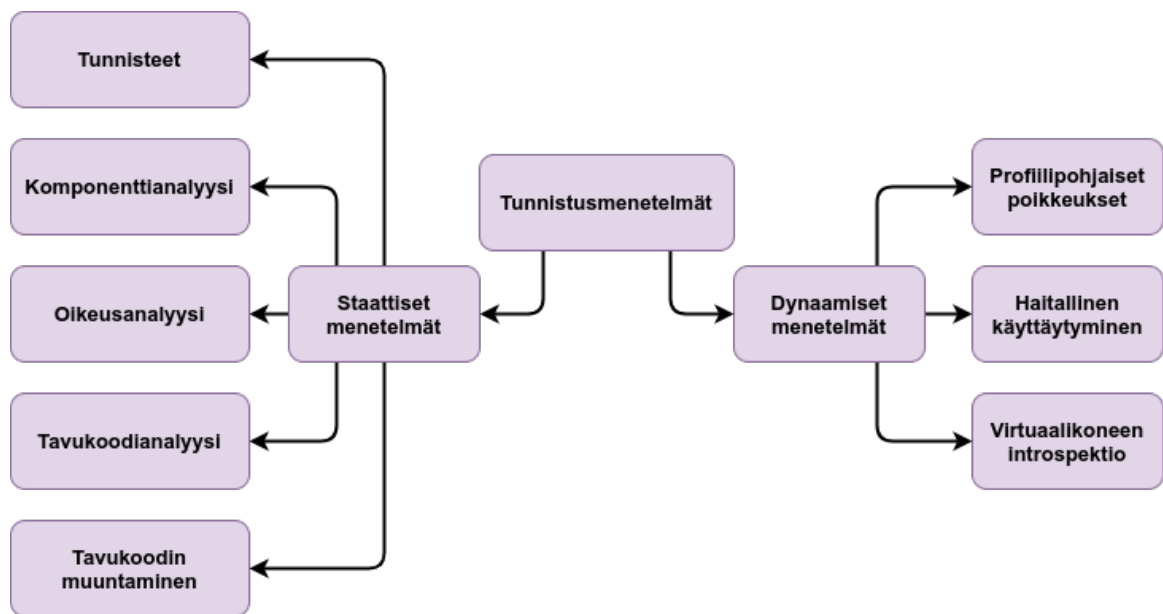 Tunnisteet
Komponenttianalyysi
Oikeusanalyysi
Tavukoodianalyysi
Tavukoodin
muuntaminen
Staattiset
menetelmät
Tunnistusmenetelmät
Dynaamiset
menetelmät
Profiilipohjaiset
poikkeukset
Haitallinen
käyttäytyminen
Virtuaalikoneen
introspektio